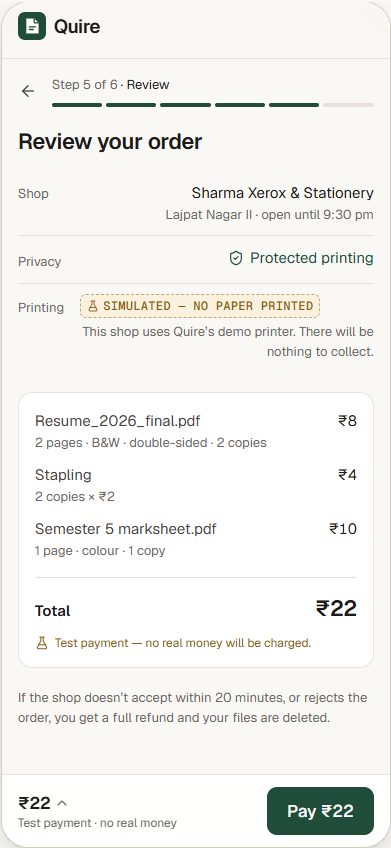 Quire
Step 5 of 6 · Review
Review your order
Shop
Sharma Xerox & Stationery
Lajpat Nagar II · open until 9:30 pm
Privacy
Protected printing
Printing
SIMULATED — NO PAPER PRINTED
This shop uses Quire's demo printer. There will be
nothing to collect.
Resume_2026_final.pdf ₹8
2 pages · B&W · double-sided · 2 copies
Stapling ₹4
2 copies × ₹2
Semester 5 marksheet.pdf ₹10
1 page · colour · 1 copy
Total ₹22
Test payment — no real money will be charged.
If the shop doesn't accept within 20 minutes, or rejects the
order, you get a full refund and your files are deleted.
₹22
Test payment · no real money
Pay ₹22